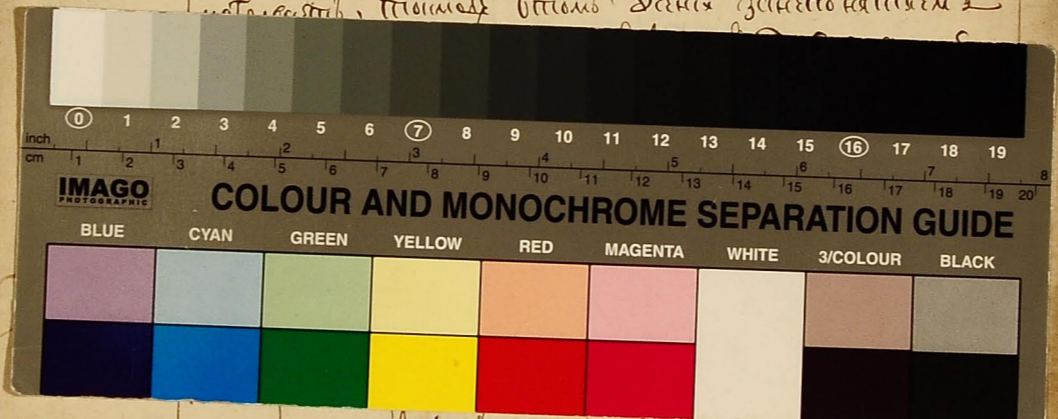 0 1 2 3 4 5 6 7 8 9 10 11 12 13 14 15 16 17 18 19
inch 1 2 3 4 5 6 7 8
cm 1 2 3 4 5 6 7 8 9 10 11 12 13 14 15 16 17 18 19 20
IMAGO
PHOTOGRAPHIC
COLOUR AND MONOCHROME SEPARATION GUIDE
BLUE CYAN GREEN YELLOW RED MAGENTA WHITE 3/COLOUR BLACK